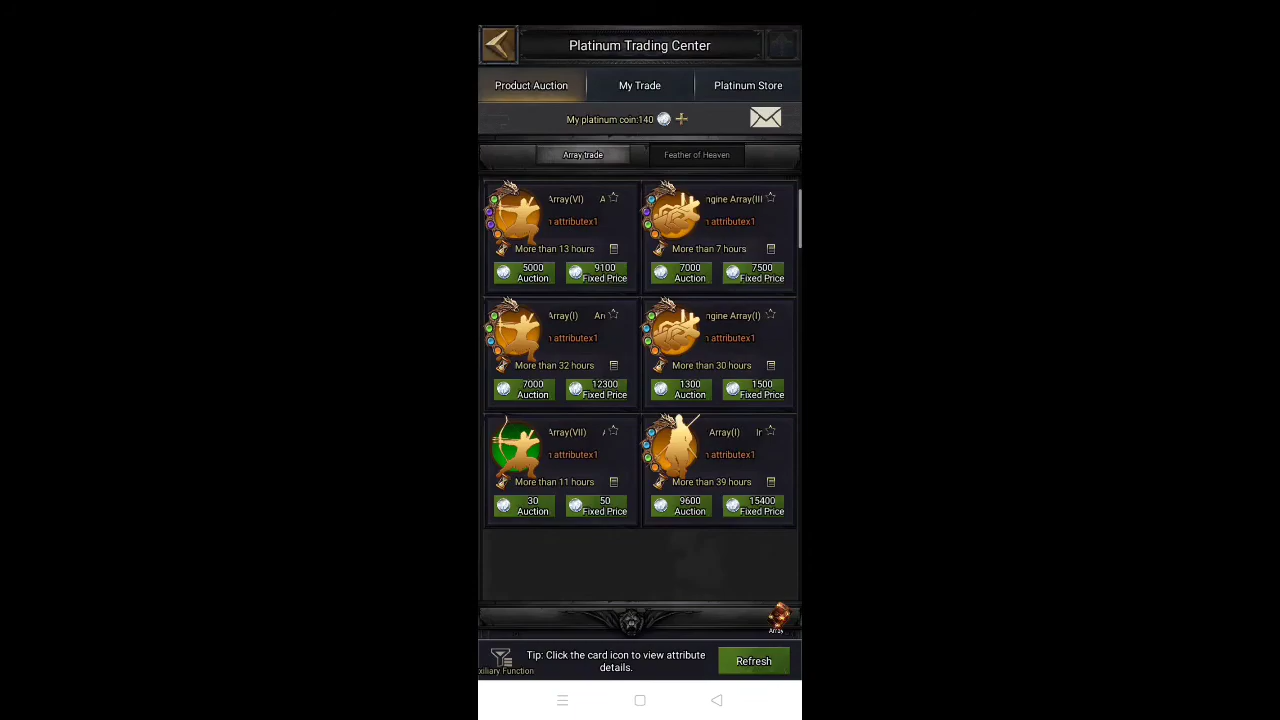 Platinum Trading Center
Product Auction
My Trade
Platinum Store
My platinum coin:140
Array trade
Feather of Heaven
Array(VI) A
attributex1
More than 13 hours
5000
Auction
9100
Fixed Price
ngine Array(III
attributex1
More than 7 hours
7000
Auction
7500
Fixed Price
Array(I) Arr
attributex1
More than 32 hours
7000
Auction
12300
Fixed Price
ngine Array(I)
attributex1
More than 30 hours
1300
Auction
1500
Fixed Price
Array(VII)
attributex1
More than 11 hours
30
Auction
50
Fixed Price
Array(I) Ir
attributex1
More than 39 hours
9600
Auction
15400
Fixed Price
Array
xiliary Function
Tip: Click the card icon to view attribute
details.
Refresh